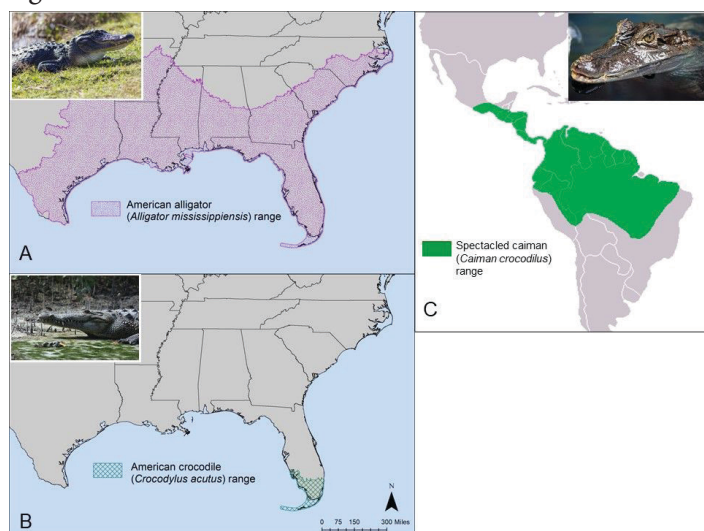 American alligator
(Alligator mississippiensis) range
A
Spectacled caiman
(Caiman crocodilus)
range
C
American crocodile
(Crocodylus acutus) range
B
N
0 75 150 300 Miles